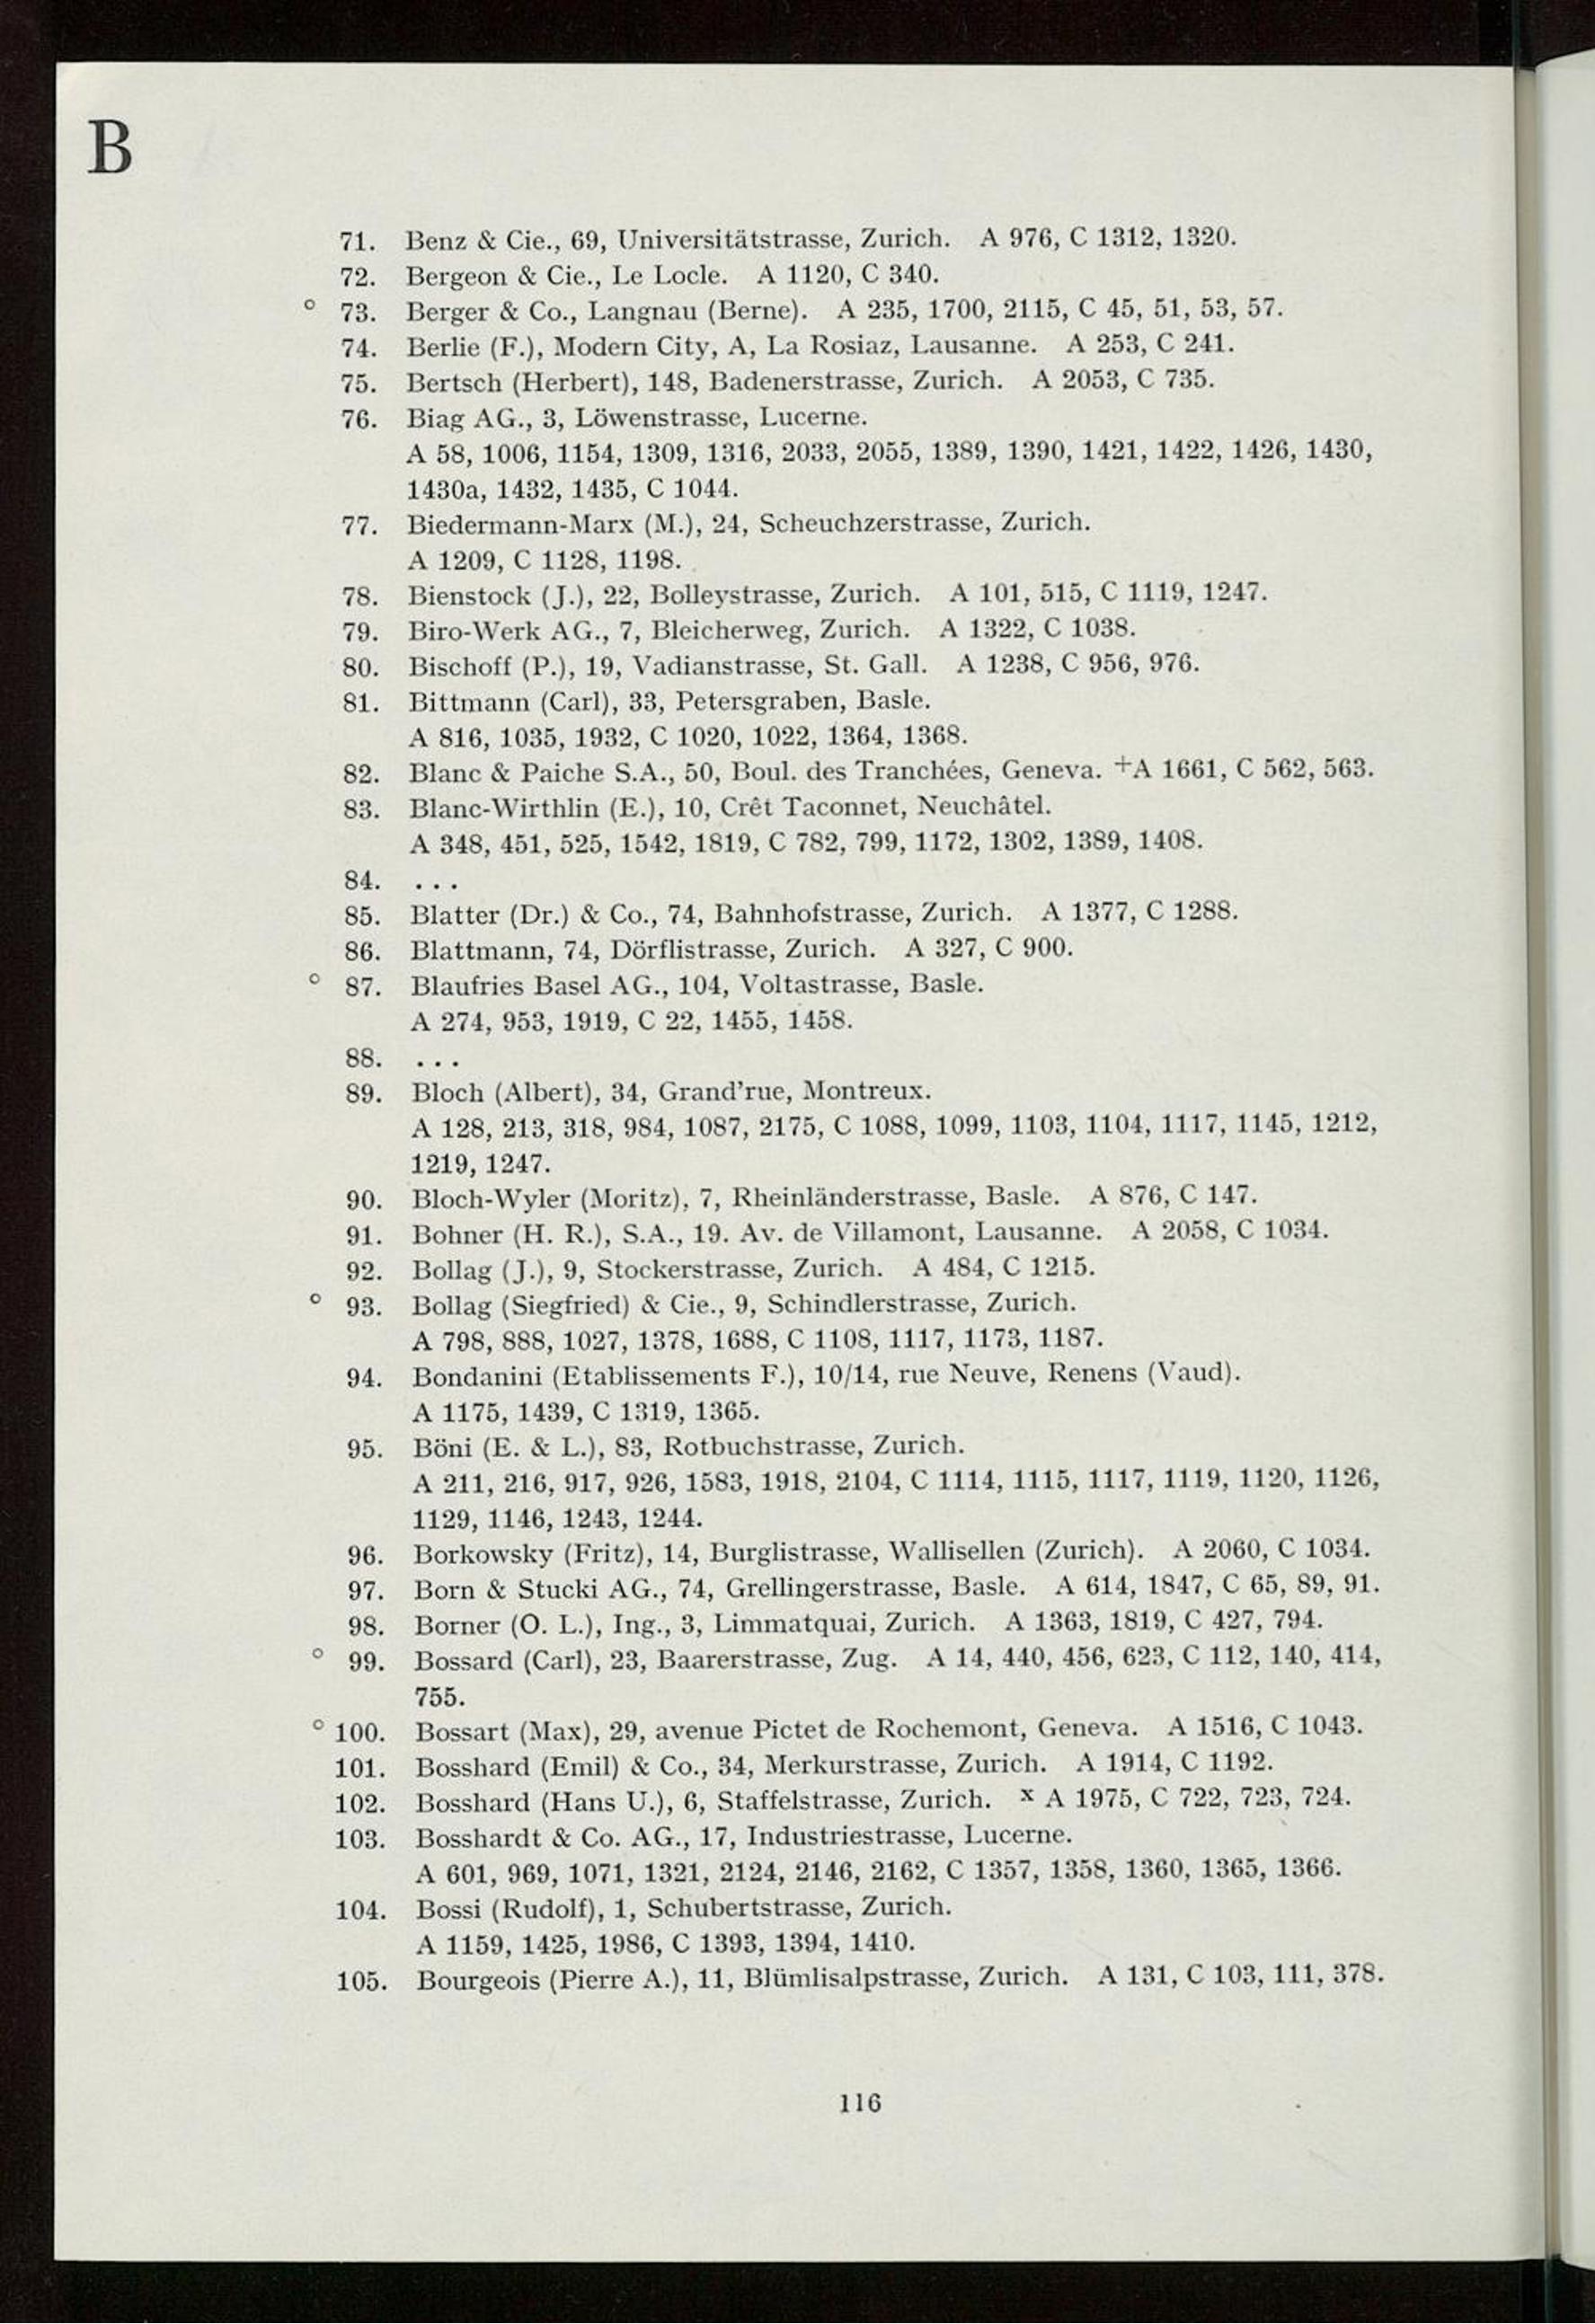 B
71. Benz & Cie., 69, Universitätstrasse, Zurich. A 976, C 1312, 1320.
72. Bergeon & Cie., Le Locle. A 1120, C 340.
° 73. Berger & Co., Langnau (Berne). A 235, 1700, 2115, C 45, 51, 53, 57.
74. Berlie (F.), Modern City, A, La Rosiaz, Lausanne. A 253, C 241.
75. Bertsch (Herbert), 148, Badenerstrasse, Zurich. A 2053, C 735.
76. Biag AG., 3, Löwenstrasse, Lucerne.
A 58, 1006, 1154, 1309, 1316, 2033, 2055, 1389, 1390, 1421, 1422, 1426, 1430,
1430a, 1432, 1435, C 1044.
77. Biedermann-Marx (M.), 24, Scheuchzerstrasse, Zurich.
A 1209, C 1128, 1198.
78. Bienstock (J.), 22, Bolleystrasse, Zurich. A 101, 515, C 1119, 1247.
79. Biro-Werk AG., 7, Bleicherweg, Zurich. A 1322, C 1038.
80. Bischoff (P.), 19, Vadianstrasse, St. Gall. A 1238, C 956, 976.
81. Bittmann (Carl), 33, Petersgraben, Basle.
A 816, 1035, 1932, C 1020, 1022, 1364, 1368.
82. Blanc & Paiche S.A., 50, Boul. des Tranchées, Geneva. +A 1661, C 562, 563.
83. Blanc-Wirthlin (E.), 10, Crêt Taconnet, Neuchâtel.
A 348, 451, 525, 1542, 1819, C 782, 799, 1172, 1302, 1389, 1408.
84. ...
85. Blatter (Dr.) & Co., 74, Bahnhofstrasse, Zurich. A 1377, C 1288.
86. Blattmann, 74, Dörflistrasse, Zurich. A 327, C 900.
° 87. Blaufries Basel AG., 104, Voltastrasse, Basle.
A 274, 953, 1919, C 22, 1455, 1458.
88. ...
89. Bloch (Albert), 34, Grand'rue, Montreux.
A 128, 213, 318, 984, 1087, 2175, C 1088, 1099, 1103, 1104, 1117, 1145, 1212,
1219, 1247.
90. Bloch-Wyler (Moritz), 7, Rheinländerstrasse, Basle. A 876, C 147.
91. Bohner (H. R.), S.A., 19. Av. de Villamont, Lausanne. A 2058, C 1034.
92. Bollag (J.), 9, Stockerstrasse, Zurich. A 484, C 1215.
° 93. Bollag (Siegfried) & Cie., 9, Schindlerstrasse, Zurich.
A 798, 888, 1027, 1378, 1688, C 1108, 1117, 1173, 1187.
94. Bondanini (Etablissements F.), 10/14, rue Neuve, Renens (Vaud).
A 1175, 1439, C 1319, 1365.
95. Böni (E. & L.), 83, Rotbuchstrasse, Zurich.
A 211, 216, 917, 926, 1583, 1918, 2104, C 1114, 1115, 1117, 1119, 1120, 1126,
1129, 1146, 1243, 1244.
96. Borkowsky (Fritz), 14, Burglistrasse, Wallisellen (Zurich). A 2060, C 1034.
97. Born & Stucki AG., 74, Grellingerstrasse, Basle. A 614, 1847, C 65, 89, 91.
98. Borner (O. L.), Ing., 3, Limmatquai, Zurich. A 1363, 1819, C 427, 794.
° 99. Bossard (Carl), 23, Baarerstrasse, Zug. A 14, 440, 456, 623, C 112, 140, 414,
755.
° 100. Bossart (Max), 29, avenue Pictet de Rochemont, Geneva. A 1516, C 1043.
101. Bosshard (Emil) & Co., 34, Merkurstrasse, Zurich. A 1914, C 1192.
102. Bosshard (Hans U.), 6, Staffelstrasse, Zurich. x A 1975, C 722, 723, 724.
103. Bosshardt & Co. AG., 17, Industriestrasse, Lucerne.
A 601, 969, 1071, 1321, 2124, 2146, 2162, C 1357, 1358, 1360, 1365, 1366.
104. Bossi (Rudolf), 1, Schubertstrasse, Zurich.
A 1159, 1425, 1986, C 1393, 1394, 1410.
105. Bourgeois (Pierre A.), 11, Blümlisalpstrasse, Zurich. A 131, C 103, 111, 378.
116